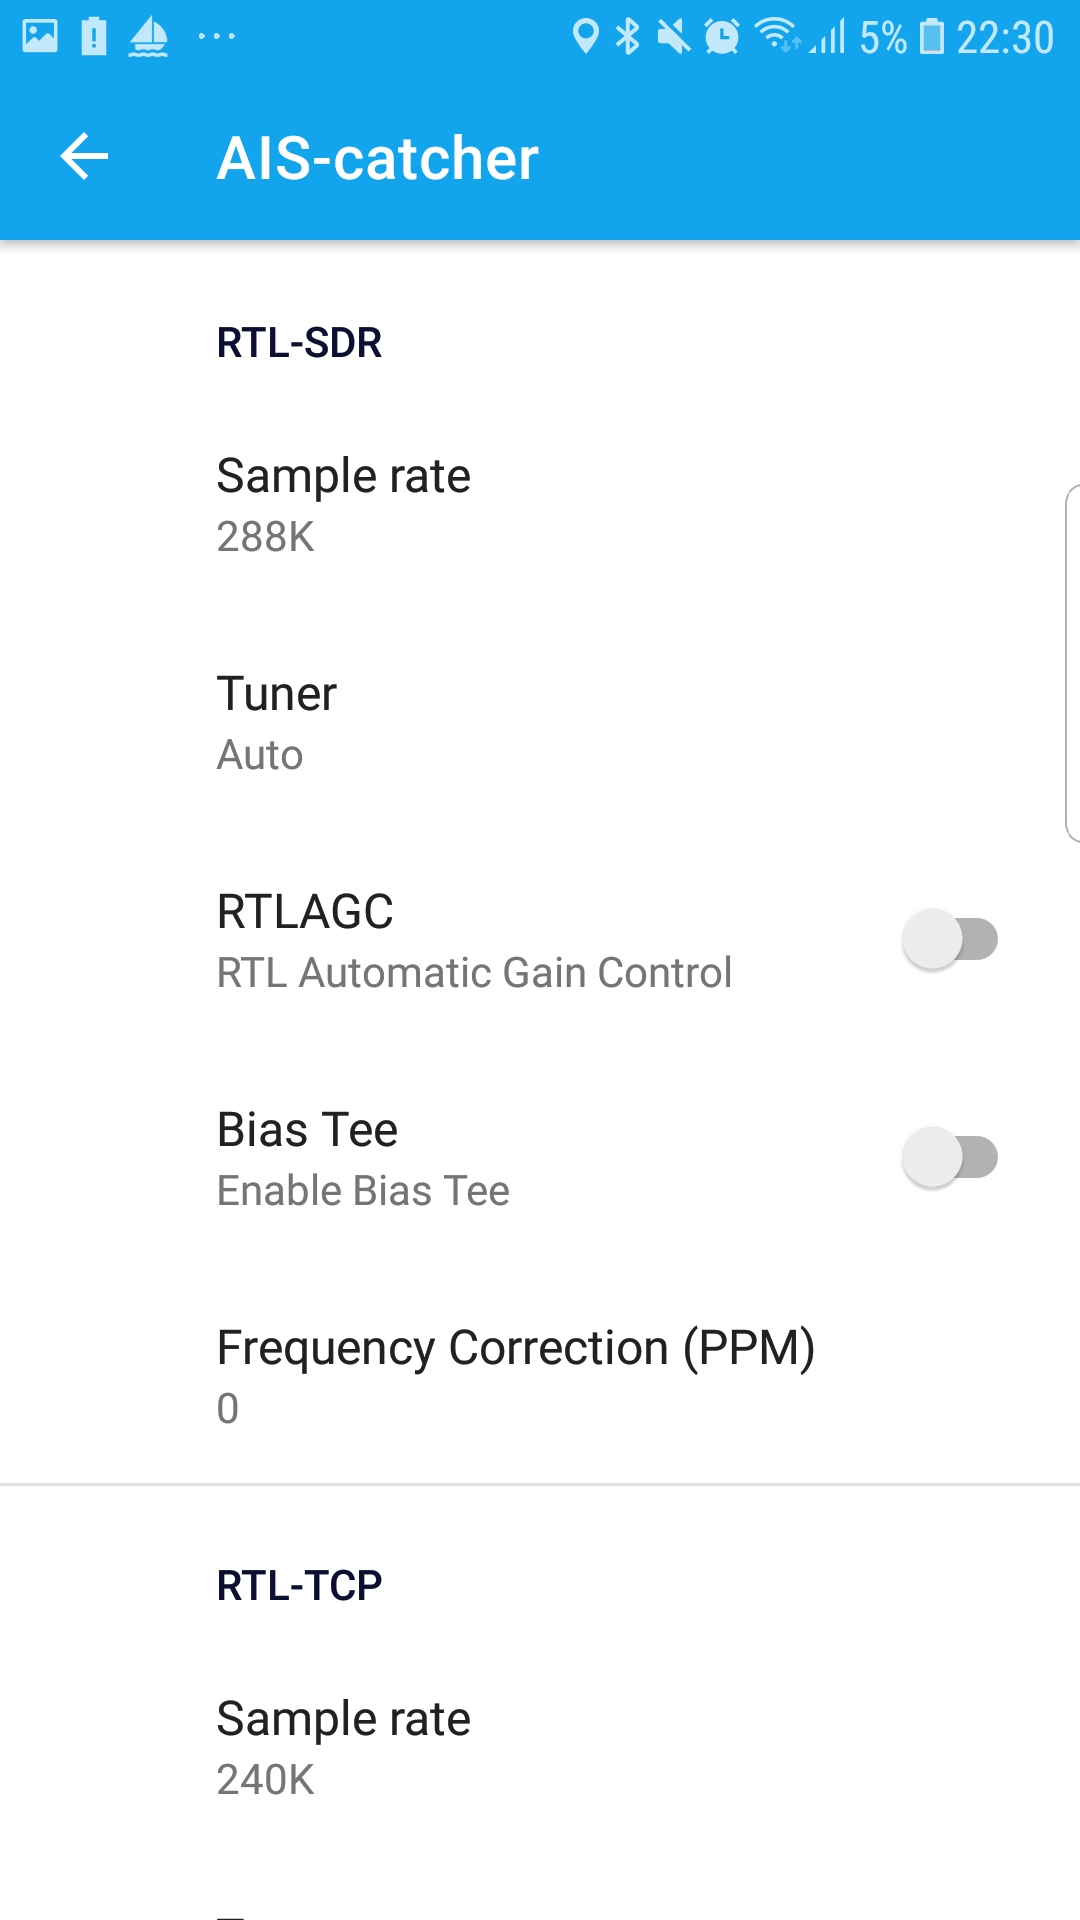 5% 22:30
AIS-catcher
RTL-SDR
Sample rate
288K
Tuner
Auto
RTLAGC
RTL Automatic Gain Control
Bias Tee
Enable Bias Tee
Frequency Correction (PPM)
0
RTL-TCP
Sample rate
240K